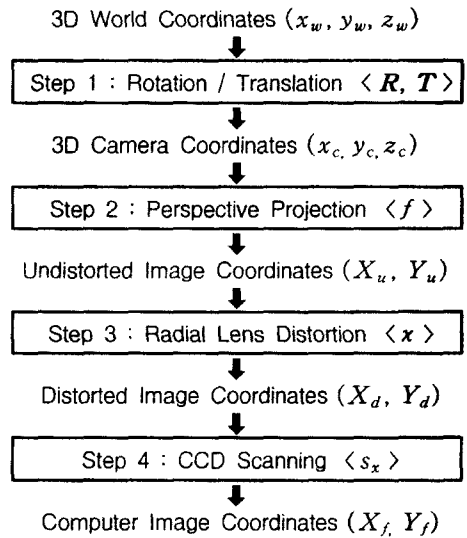 3D World Coordinates (x_w, y_w, z_w)
Step 1 : Rotation / Translation < R, T >
3D Camera Coordinates (x_c, y_c, z_c)
Step 2 : Perspective Projection < f >
Undistorted Image Coordinates (X_u, Y_u)
Step 3 : Radial Lens Distortion < x >
Distorted Image Coordinates (X_d, Y_d)
Step 4 : CCD Scanning < s_x >
Computer Image Coordinates (X_f, Y_f)